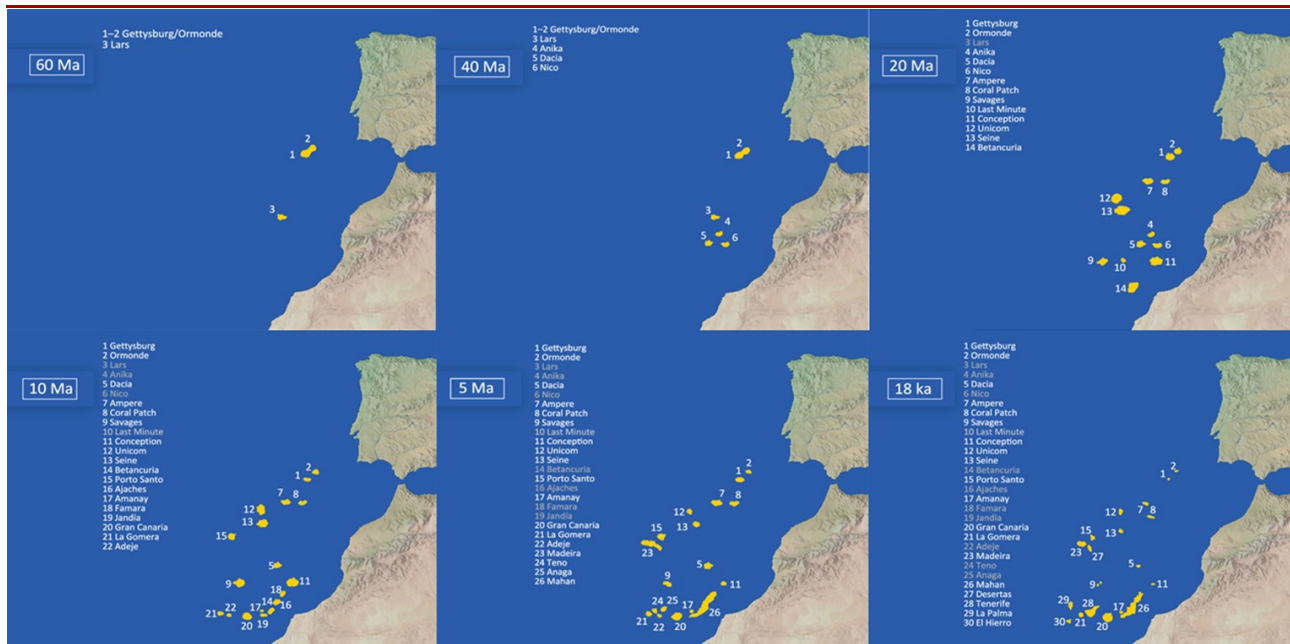 60 Ma
1–2 Gettysburg/Ormonde
3 Lars
2
1
3
40 Ma
1–2 Gettysburg/Ormonde
3 Lars
4 Anika
5 Dacia
6 Nico
2
1
3
4
5
6
20 Ma
1 Gettysburg
2 Ormonde
3 Lars
4 Anika
5 Dacia
6 Nico
7 Ampere
8 Coral Patch
9 Savages
10 Last Minute
11 Conception
12 Unicorn
13 Seine
14 Betancuria
2
1
7
8
12
13
4
5
6
9
10
11
14
10 Ma
1 Gettysburg
2 Ormonde
3 Lars
4 Anika
5 Dacia
6 Nico
7 Ampere
8 Coral Patch
9 Savages
10 Last Minute
11 Conception
12 Unicorn
13 Seine
14 Betancuria
15 Porto Santo
16 Ajaches
17 Amanay
18 Famara
19 Jandía
20 Gran Canaria
21 La Gomera
22 Adeje
2
1
7
8
12
13
15
5
9
11
18
14
16
17
21
22
20
19
5 Ma
1 Gettysburg
2 Ormonde
3 Lars
4 Anika
5 Dacia
6 Nico
7 Ampere
8 Coral Patch
9 Savages
10 Last Minute
11 Conception
12 Unicorn
13 Seine
14 Betancuria
15 Porto Santo
16 Ajaches
17 Amanay
18 Famara
19 Jandía
20 Gran Canaria
21 La Gomera
22 Adeje
23 Madeira
24 Teno
25 Anaga
26 Mahan
2
1
7
8
12
13
15
23
5
9
11
24
25
17
26
21
22
20
18 ka
1 Gettysburg
2 Ormonde
3 Lars
4 Anika
5 Dacia
6 Nico
7 Ampere
8 Coral Patch
9 Savages
10 Last Minute
11 Conception
12 Unicorn
13 Seine
14 Betancuria
15 Porto Santo
16 Ajaches
17 Amanay
18 Famara
19 Jandía
20 Gran Canaria
21 La Gomera
22 Adeje
23 Madeira
24 Teno
25 Anaga
26 Mahan
27 Desertas
28 Tenerife
29 La Palma
30 El Hierro
2
1
7
8
12
13
15
23
27
5
9
11
29
28
17
26
30
21
20